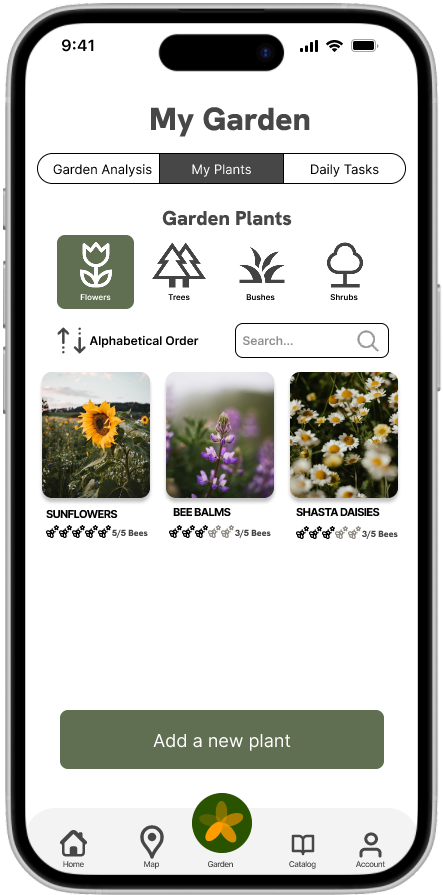 9:41
My Garden
Garden Analysis My Plants Daily Tasks
Garden Plants
Flowers Trees Bushes Shrubs
Alphabetical Order Search...
SUNFLOWERS BEE BALMS SHASTA DAISIES
5/5 Bees 3/5 Bees 3/5 Bees
Add a new plant
Home Map Garden Catalog Account